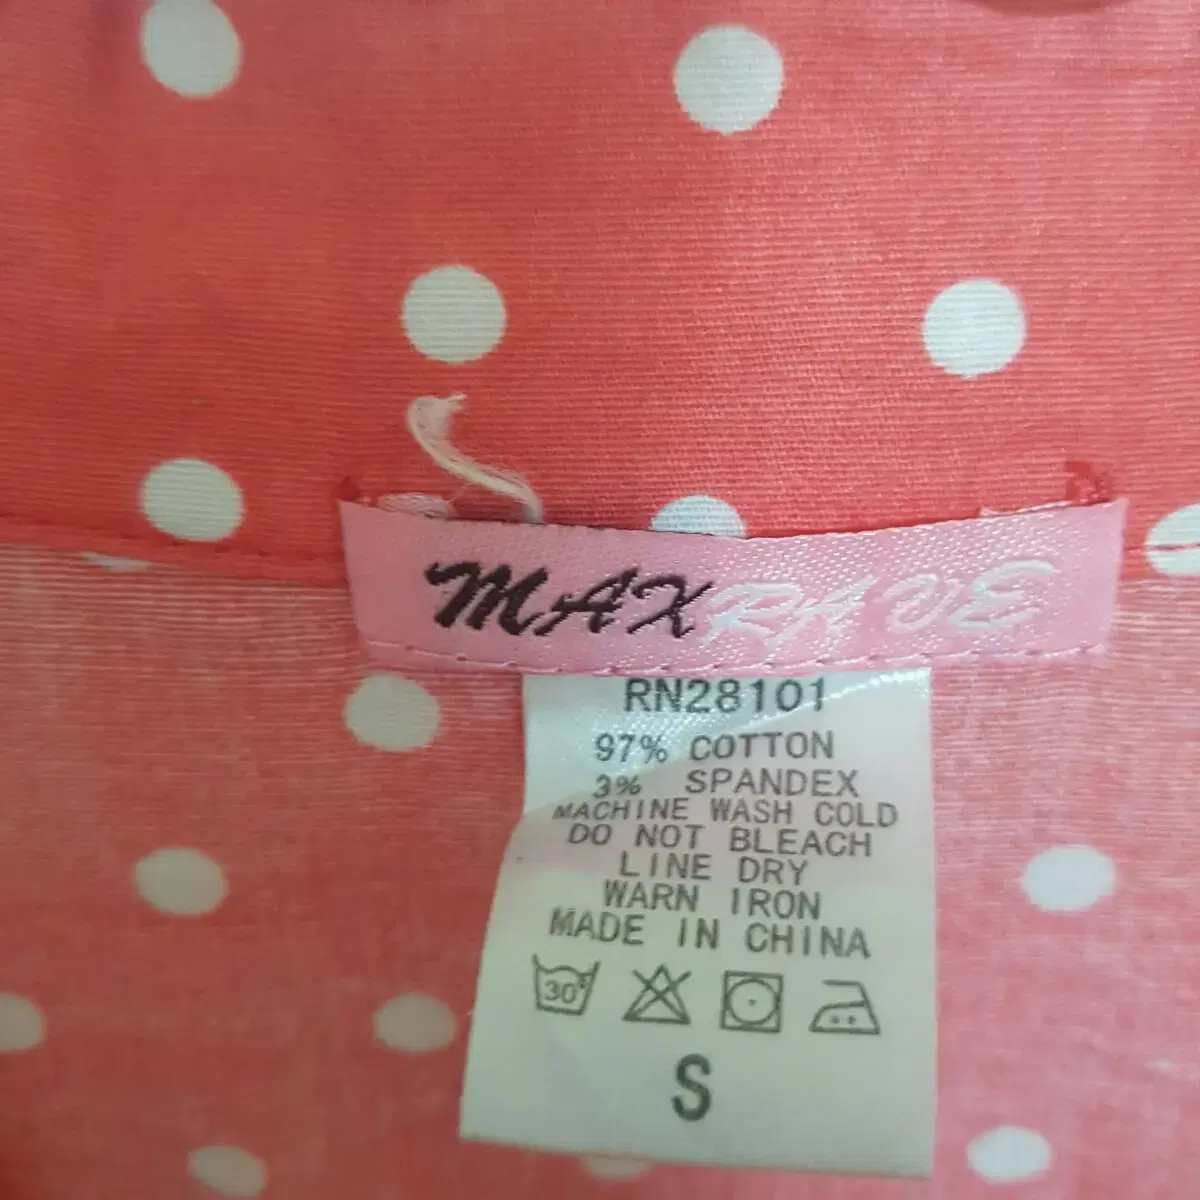 MAXRAVE
RN28101
97% COTTON
3% SPANDEX
MACHINE WASH COLD
DO NOT BLEACH
LINE DRY
WARN IRON
MADE IN CHINA
30°
S